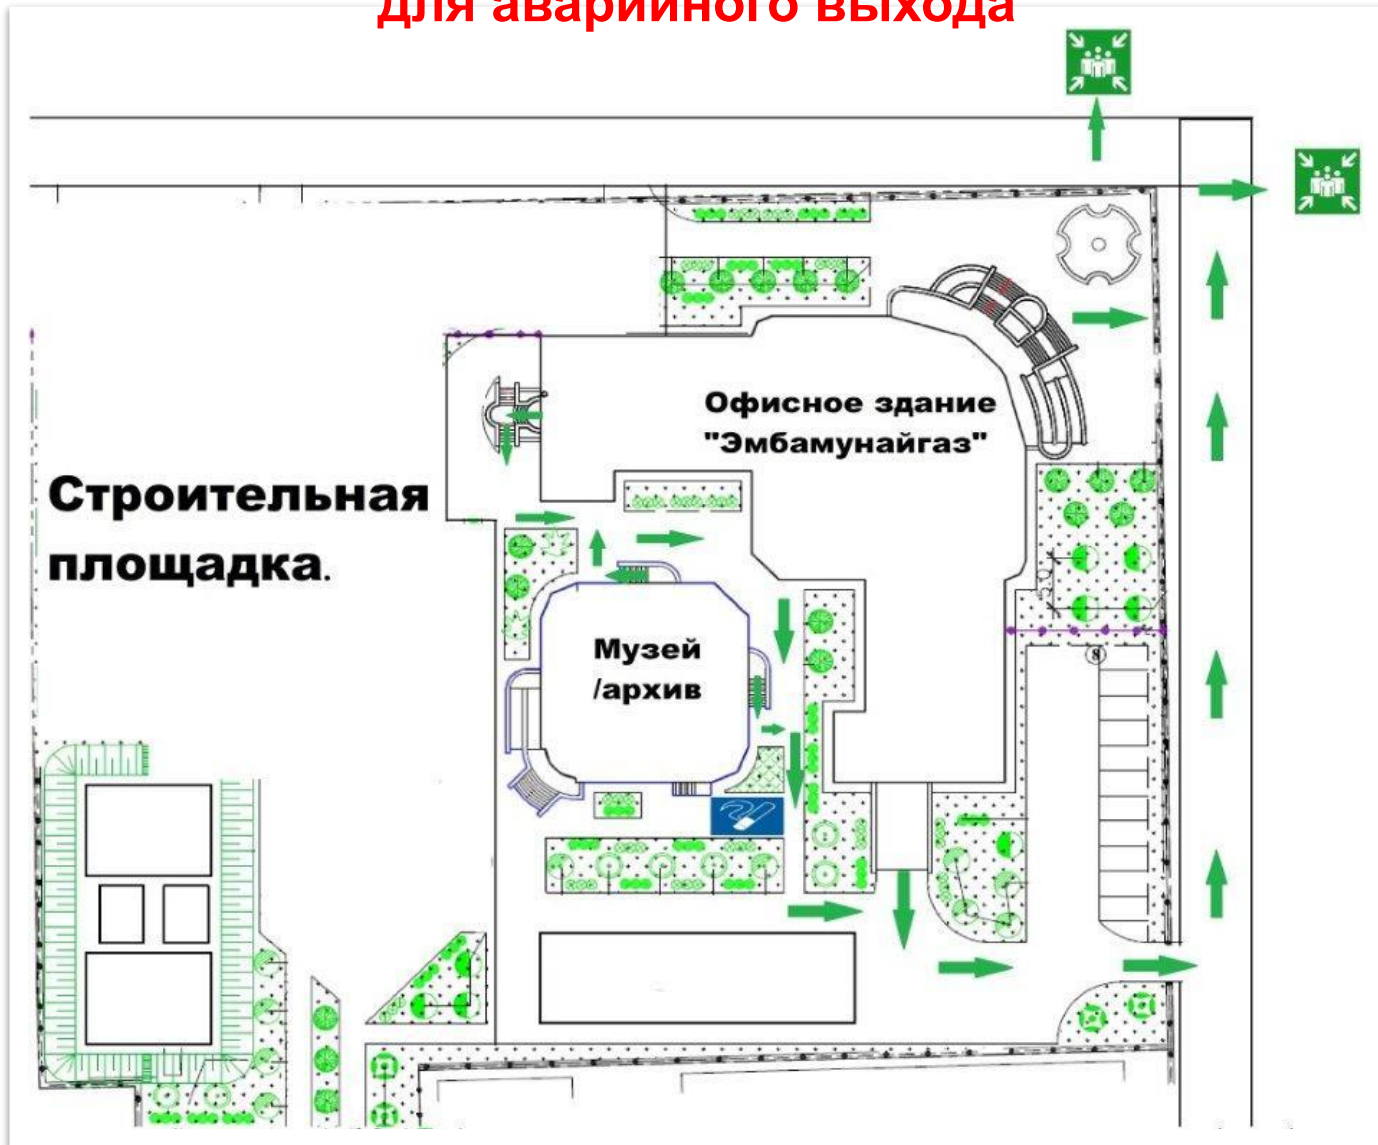 для аварийного выхода
Офисное здание
"Эмбамунайгаз"
Строительная
площадка.
Музей
/архив
8